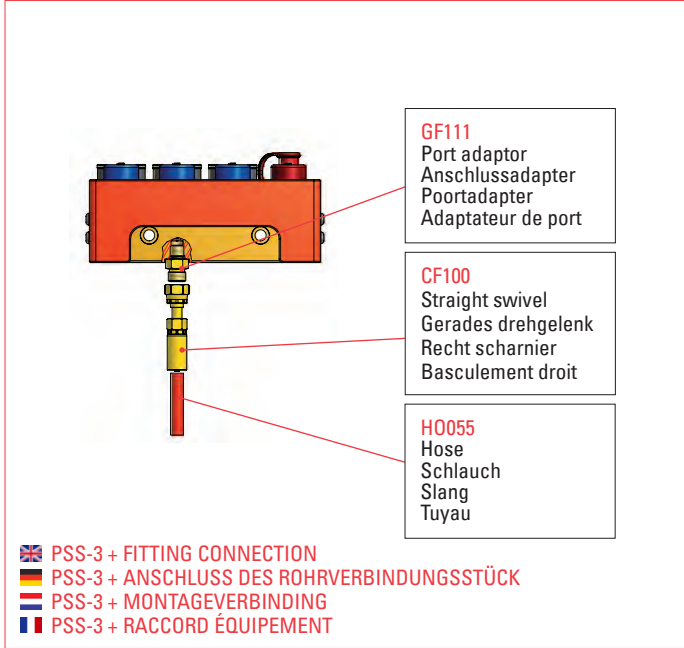 GF111
Port adaptor
Anschlussadapter
Poortadapter
Adaptateur de port
CF100
Straight swivel
Gerades drehgelenk
Recht scharnier
Basculement droit
HO055
Hose
Schlauch
Slang
Tuyau
PSS-3 + FITTING CONNECTION
PSS-3 + ANSCHLUSS DES ROHRVERBINDUNGSSTÜCK
PSS-3 + MONTAGEVERBINDING
PSS-3 + RACCORD ÉQUIPEMENT